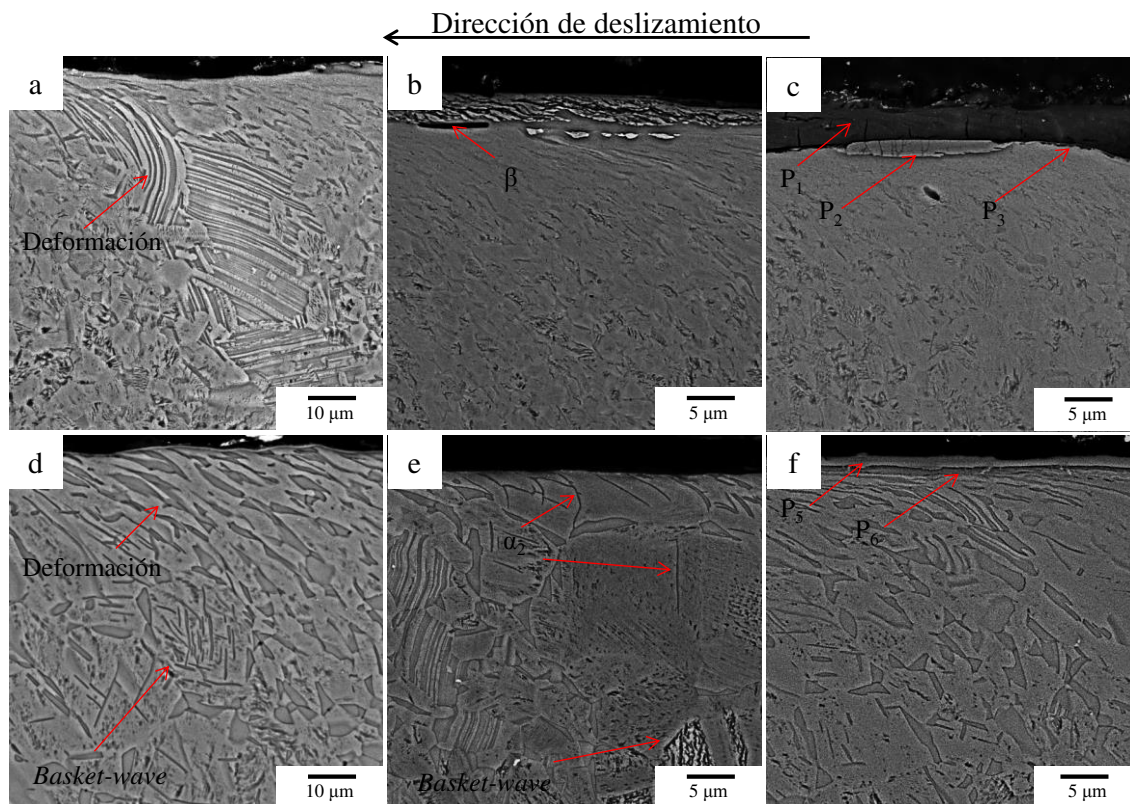 Dirección de deslizamiento
a
b
c
β
P1
P2
P3
Deformación
10 μm
5 μm
5 μm
d
e
f
α2
P5
P6
Deformación
Basket-wave
Basket-wave
10 μm
5 μm
5 μm